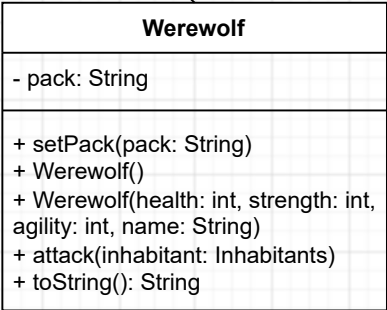 Werewolf
- pack: String
+ setPack(pack: String)
+ Werewolf()
+ Werewolf(health: int, strength: int,
agility: int, name: String)
+ attack(inhabitant: Inhabitants)
+ toString(): String